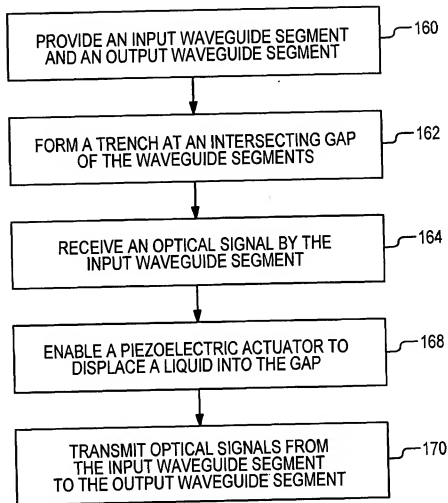 PROVIDE AN INPUT WAVEGUIDE SEGMENT
AND AN OUTPUT WAVEGUIDE SEGMENT
160
FORM A TRENCH AT AN INTERSECTING GAP
OF THE WAVEGUIDE SEGMENTS
162
RECEIVE AN OPTICAL SIGNAL BY THE
INPUT WAVEGUIDE SEGMENT
164
ENABLE A PIEZOELECTRIC ACTUATOR TO
DISPLACE A LIQUID INTO THE GAP
168
TRANSMIT OPTICAL SIGNALS FROM
THE INPUT WAVEGUIDE SEGMENT
TO THE OUTPUT WAVEGUIDE SEGMENT
170